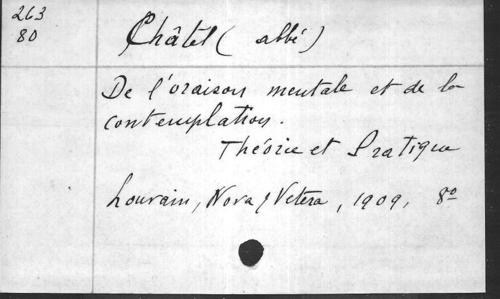 263
80
Châtel ( abbé )
De l'oraison mentale et de la
contemplation.
Théorie et Pratique
Louvain, Nova & Vetera, 1909, 8º